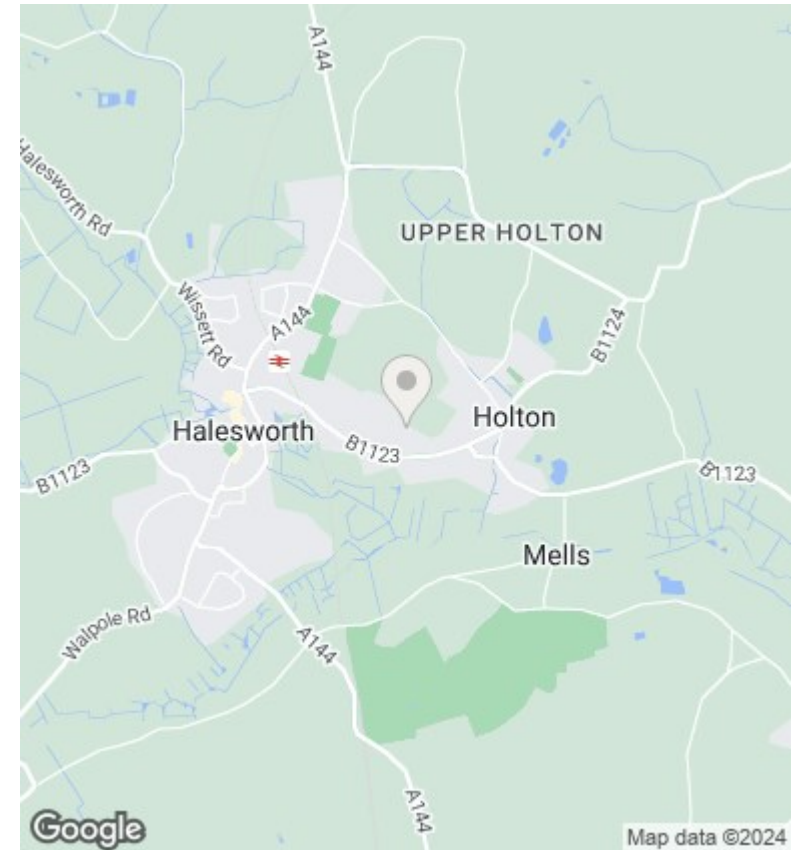 A144
Halesworth Rd
UPPER HOLTON
Wissett Rd
A144
B1124
Halesworth
Holton
B1123
B1123
B1123
Mells
Walpole Rd
A144
A144
Google
Map data ©2024